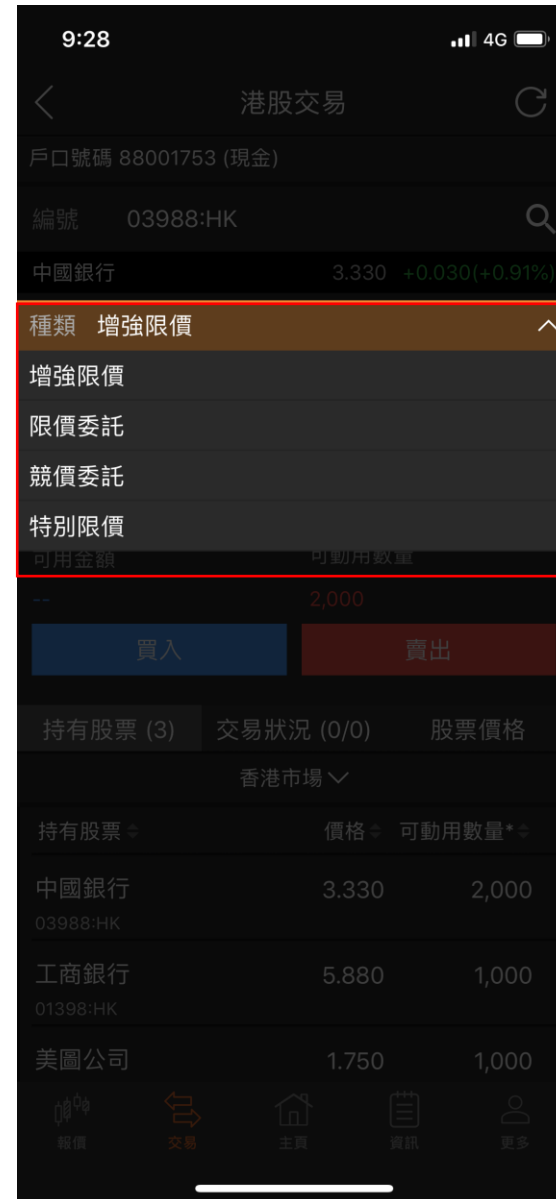 9:28 4G
港股交易
戶口號碼 88001753 (現金)
編號 03988:HK
中國銀行 3.330 +0.030(+0.91%)
種類 增強限價
增強限價
限價委託
競價委託
特別限價
可用金額 可動用數量
-- 2,000
買入 賣出
持有股票 (3) 交易狀況 (0/0) 股票價格
香港市場
持有股票 價格 可動用數量*
中國銀行 3.330 2,000
03988:HK
工商銀行 5.880 1,000
01398:HK
美圖公司 1.750 1,000
報價 交易 主頁 資訊 更多